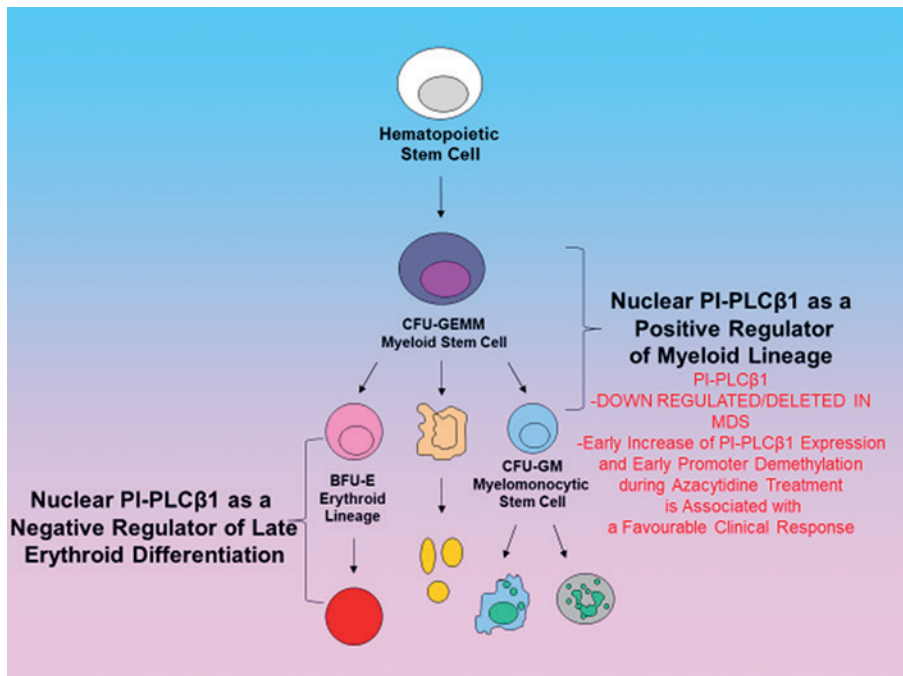 Hematopoietic
Stem Cell
CFU-GEMM
Myeloid Stem Cell
Nuclear PI-PLCβ1 as a
Positive Regulator
of Myeloid Lineage
PI-PLCβ1
-DOWN REGULATED/DELETED IN
MDS
-Early Increase of PI-PLCβ1 Expression
and Early Promoter Demethylation
during Azacytidine Treatment
is Associated with
a Favourable Clinical Response
CFU-GM
Myelomonocytic
Stem Cell
BFU-E
Erythroid
Lineage
Nuclear PI-PLCβ1 as a
Negative Regulator of Late
Erythroid Differentiation